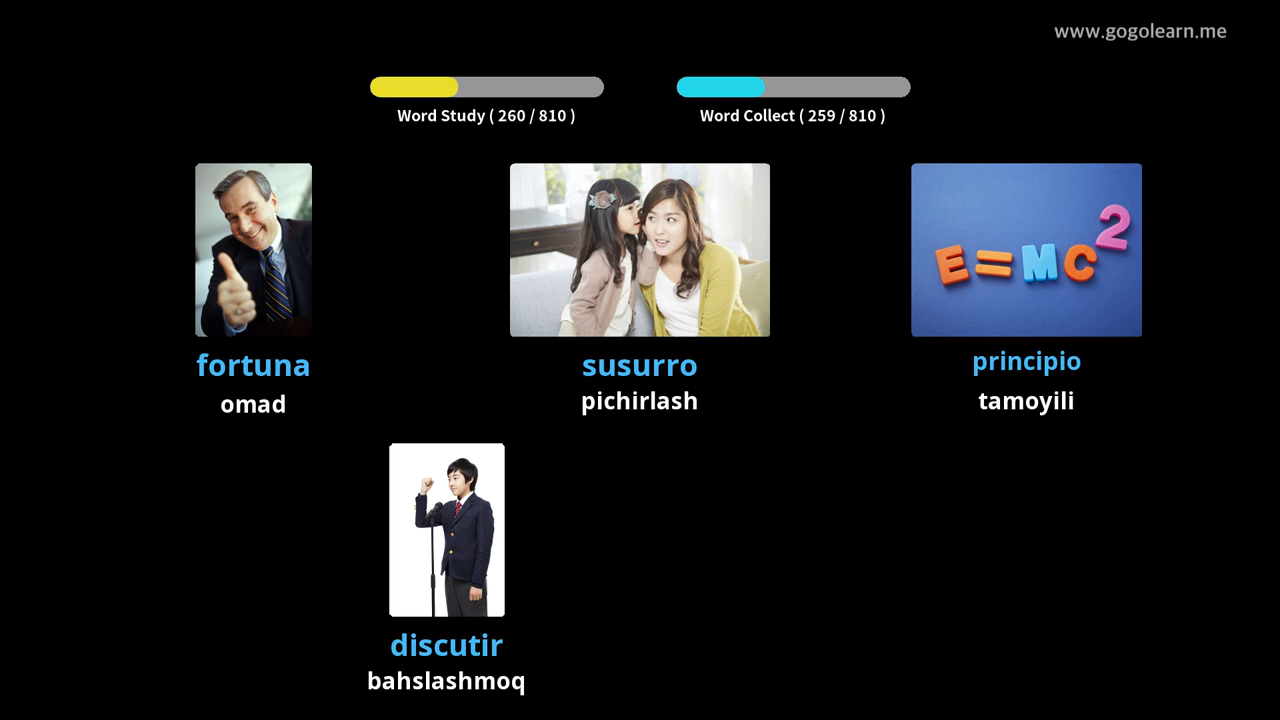 www.gogolearn.me
Word Study ( 260 / 810 )
Word Collect ( 259 / 810 )
fortuna
omad
susurro
pichirlash
E=MC2
principio
tamoyili
discutir
bahslashmoq